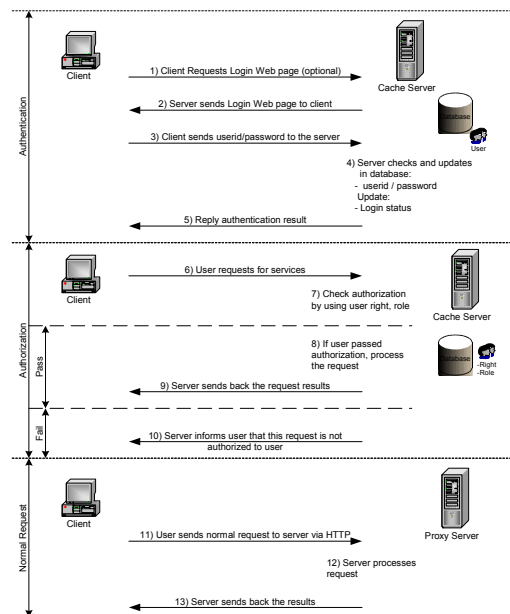 Authentication
Client
1) Client Requests Login Web page (optional)
Cache Server
2) Server sends Login Web page to client
Database
3) Client sends userid/password to the server
User
4) Server checks and updates
in database:
- userid / password
Update:
- Login status
5) Reply authentication result
Authorization
Client
6) User requests for services
7) Check authorization
by using user right, role
Cache Server
Pass
8) If user passed
authorization, process
the request
Database
-Right
-Role
9) Server sends back the request results
Fail
10) Server informs user that this request is not
authorized to user
Normal Request
Client
11) User sends normal request to server via HTTP
Proxy Server
12) Server processes
request
13) Server sends back the results